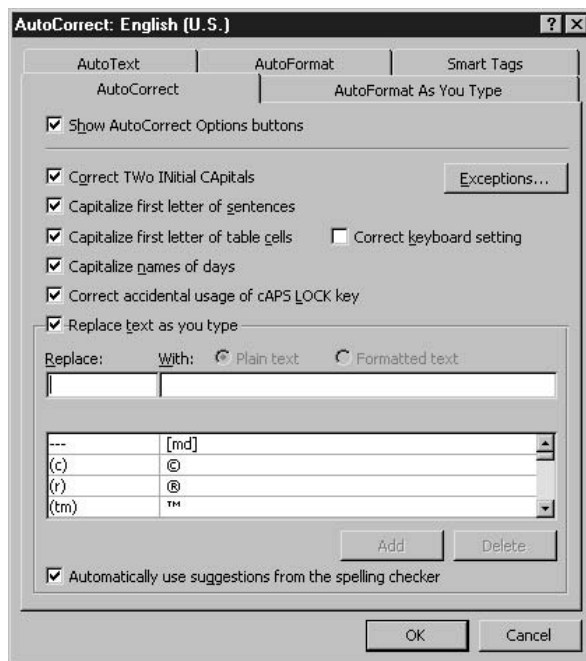 AutoCorrect: English (U.S.)
AutoText AutoFormat Smart Tags
AutoCorrect AutoFormat As You Type
Show AutoCorrect Options buttons
Correct TWo INitial CApitals Exceptions...
Capitalize first letter of sentences
Capitalize first letter of table cells Correct keyboard setting
Capitalize names of days
Correct accidental usage of cAPS LOCK key
Replace text as you type
Replace: With: Plain text Formatted text
--- [md]
(c) ©
(r) ®
(tm) ™
Add Delete
Automatically use suggestions from the spelling checker
OK Cancel